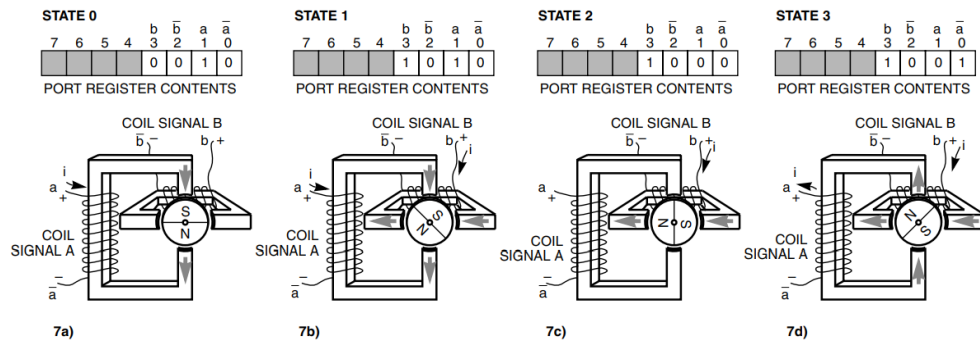 STATE 0
b b̅ a a̅
7 6 5 4 3 2 1 0
0 0 1 0
PORT REGISTER CONTENTS
COIL SIGNAL B
b̅ − b +
i
a
+
S
N
COIL
SIGNAL A
a̅
7a)
STATE 1
b b̅ a a̅
7 6 5 4 3 2 1 0
1 0 1 0
PORT REGISTER CONTENTS
COIL SIGNAL B
b̅ − b +
i
i
a
+
S
N
COIL
SIGNAL A
a̅
7b)
STATE 2
b b̅ a a̅
7 6 5 4 3 2 1 0
1 0 0 0
PORT REGISTER CONTENTS
COIL SIGNAL B
b̅ − b +
i
a
N S
COIL
SIGNAL A
a̅
7c)
STATE 3
b b̅ a a̅
7 6 5 4 3 2 1 0
1 0 0 1
PORT REGISTER CONTENTS
COIL SIGNAL B
b̅ − b +
i
i
a
+
N
S
COIL
SIGNAL A
a̅
7d)